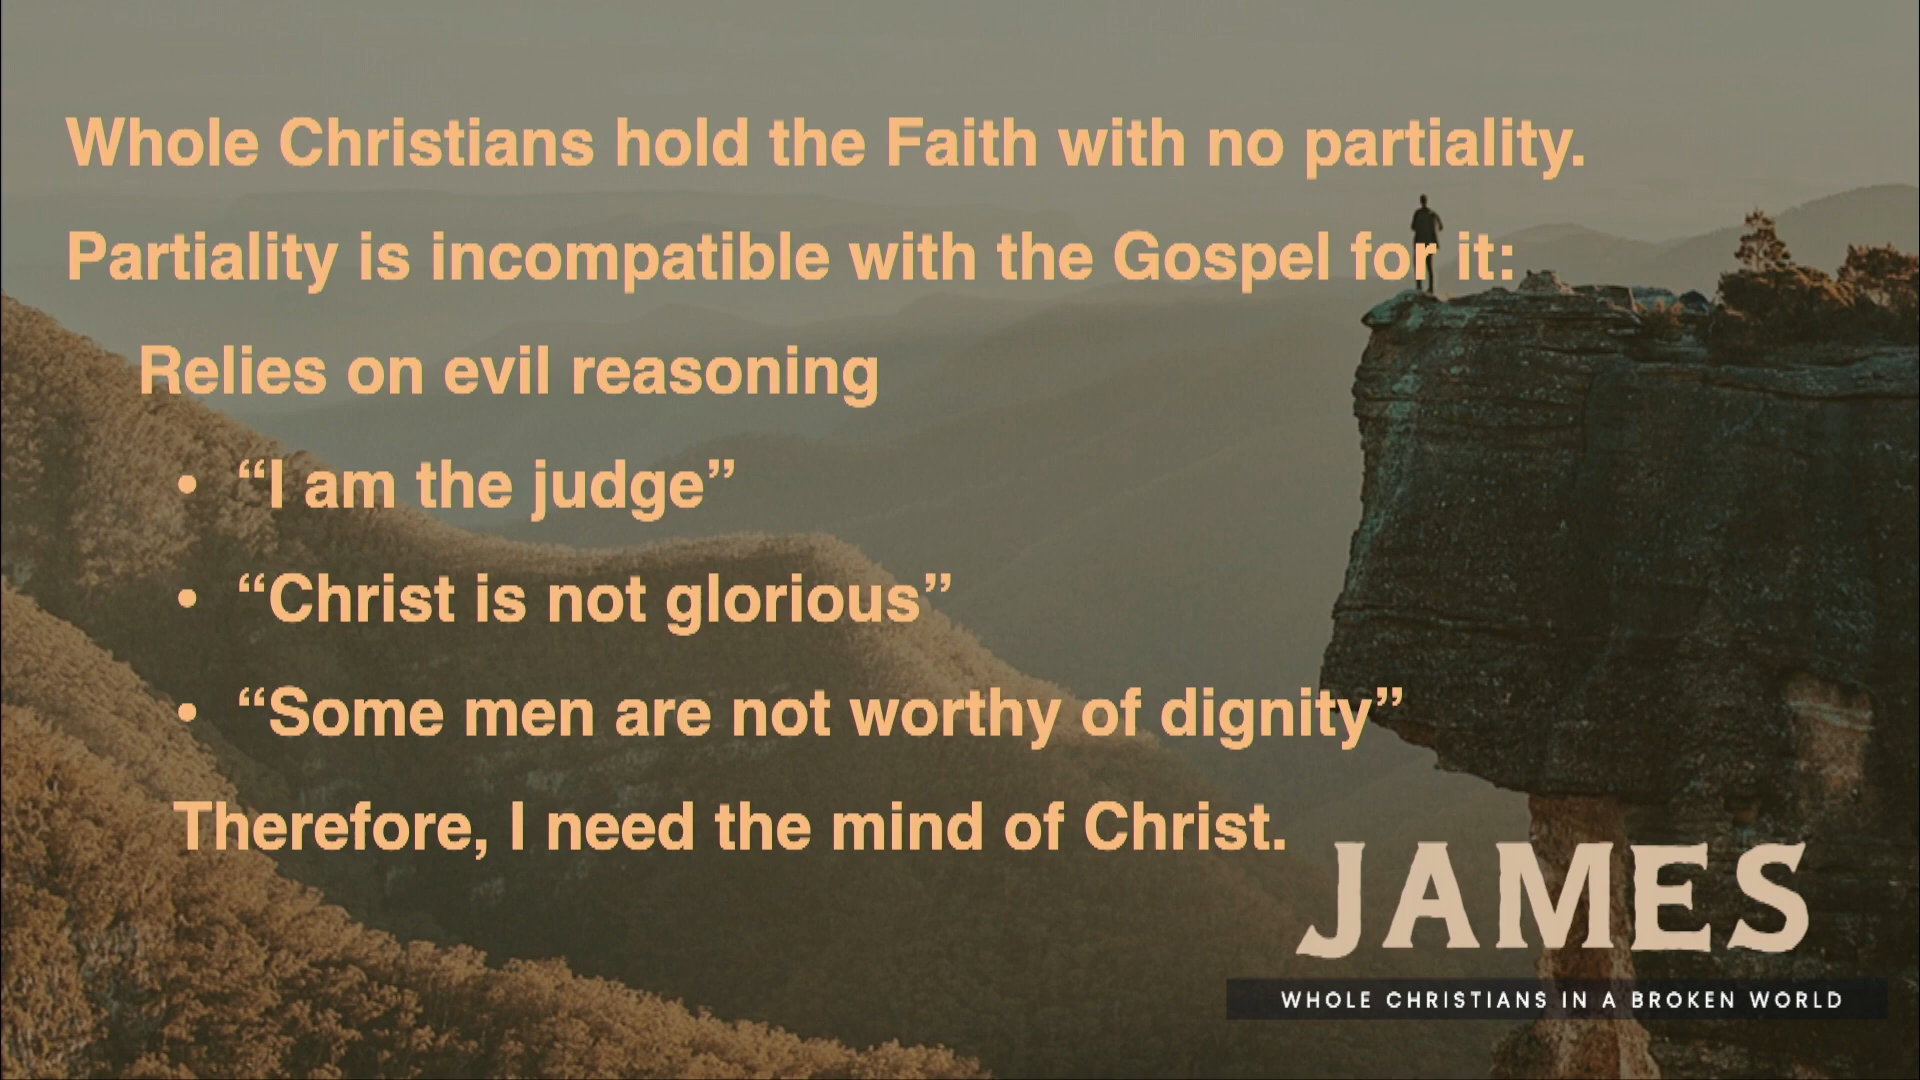 Whole Christians hold the Faith with no partiality.
Partiality is incompatible with the Gospel for it:
Relies on evil reasoning
• “I am the judge”
• “Christ is not glorious”
• “Some men are not worthy of dignity”
Therefore, I need the mind of Christ.
JAMES
WHOLE CHRISTIANS IN A BROKEN WORLD